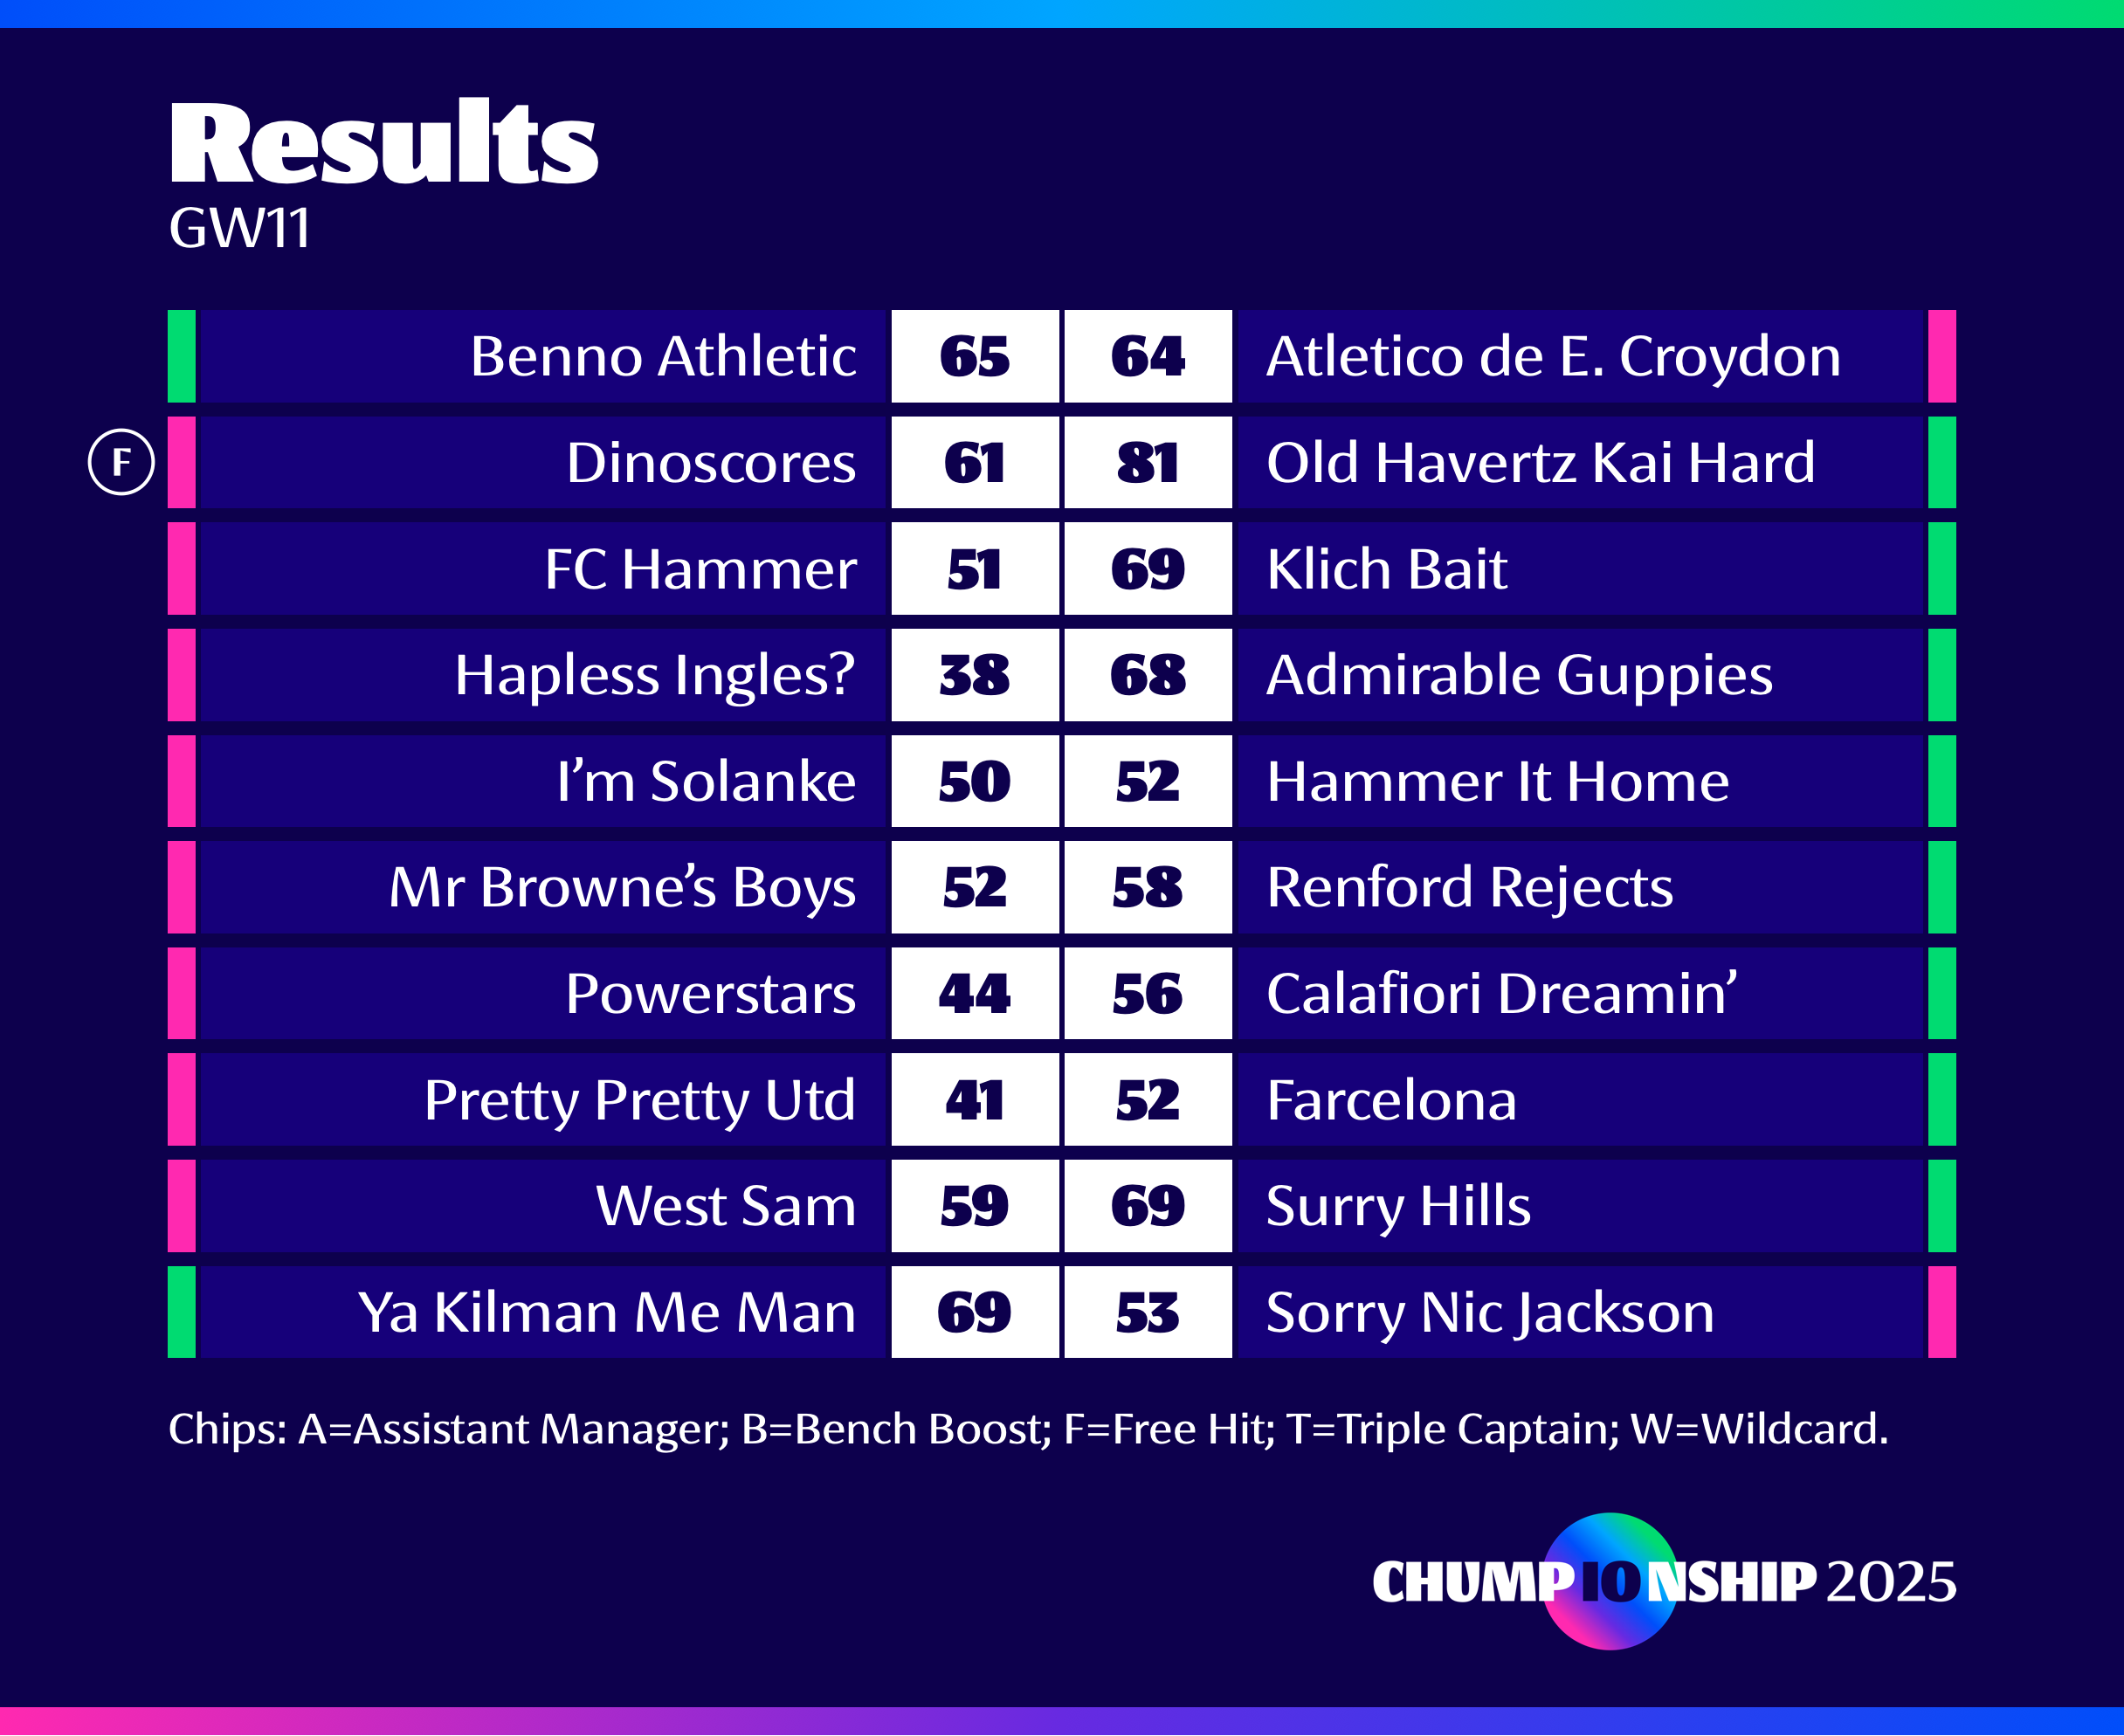 Results
GW11
Benno Athletic 65 64 Atletico de E. Croydon
F Dinoscores 61 81 Old Havertz Kai Hard
FC Hammer 51 69 Klich Bait
Hapless Ingles? 38 68 Admirable Guppies
I’m Solanke 50 52 Hammer It Home
Mr Browne’s Boys 52 58 Renford Rejects
Powerstars 44 56 Calafiori Dreamin’
Pretty Pretty Utd 41 52 Farcelona
West Sam 59 69 Surry Hills
Ya Kilman Me Man 69 53 Sorry Nic Jackson
Chips: A=Assistant Manager; B=Bench Boost; F=Free Hit; T=Triple Captain; W=Wildcard.
CHUMPIONSHIP 2025